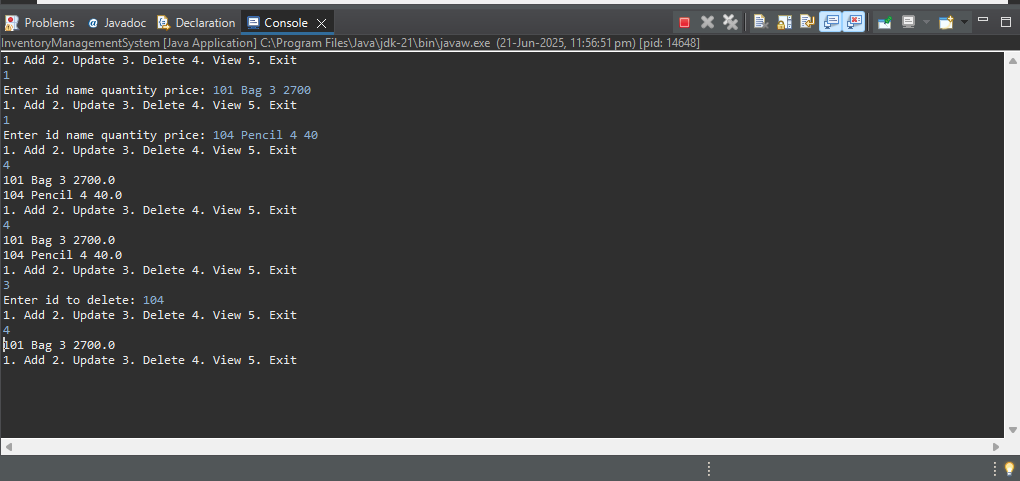 Problems @ Javadoc Declaration Console
InventoryManagementSystem [Java Application] C:\Program Files\Java\jdk-21\bin\javaw.exe (21-Jun-2025, 11:56:51 pm) [pid: 14648]
1. Add 2. Update 3. Delete 4. View 5. Exit
1
Enter id name quantity price: 101 Bag 3 2700
1. Add 2. Update 3. Delete 4. View 5. Exit
1
Enter id name quantity price: 104 Pencil 4 40
1. Add 2. Update 3. Delete 4. View 5. Exit
4
101 Bag 3 2700.0
104 Pencil 4 40.0
1. Add 2. Update 3. Delete 4. View 5. Exit
4
101 Bag 3 2700.0
104 Pencil 4 40.0
1. Add 2. Update 3. Delete 4. View 5. Exit
3
Enter id to delete: 104
1. Add 2. Update 3. Delete 4. View 5. Exit
4
101 Bag 3 2700.0
1. Add 2. Update 3. Delete 4. View 5. Exit